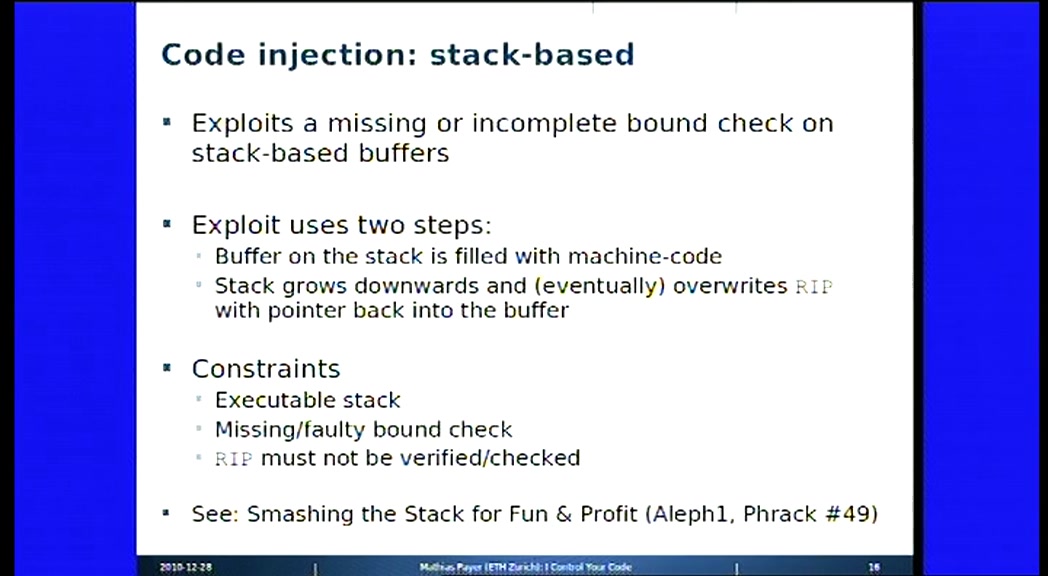 Code injection: stack-based
Exploits a missing or incomplete bound check on
stack-based buffers
Exploit uses two steps:
Buffer on the stack is filled with machine-code
Stack grows downwards and (eventually) overwrites RIP
with pointer back into the buffer
Constraints
Executable stack
Missing/faulty bound check
RIP must not be verified/checked
See: Smashing the Stack for Fun & Profit (Aleph1, Phrack #49)
2010-12-28
Mathias Payer (ETH Zurich): I Control Your Code
16